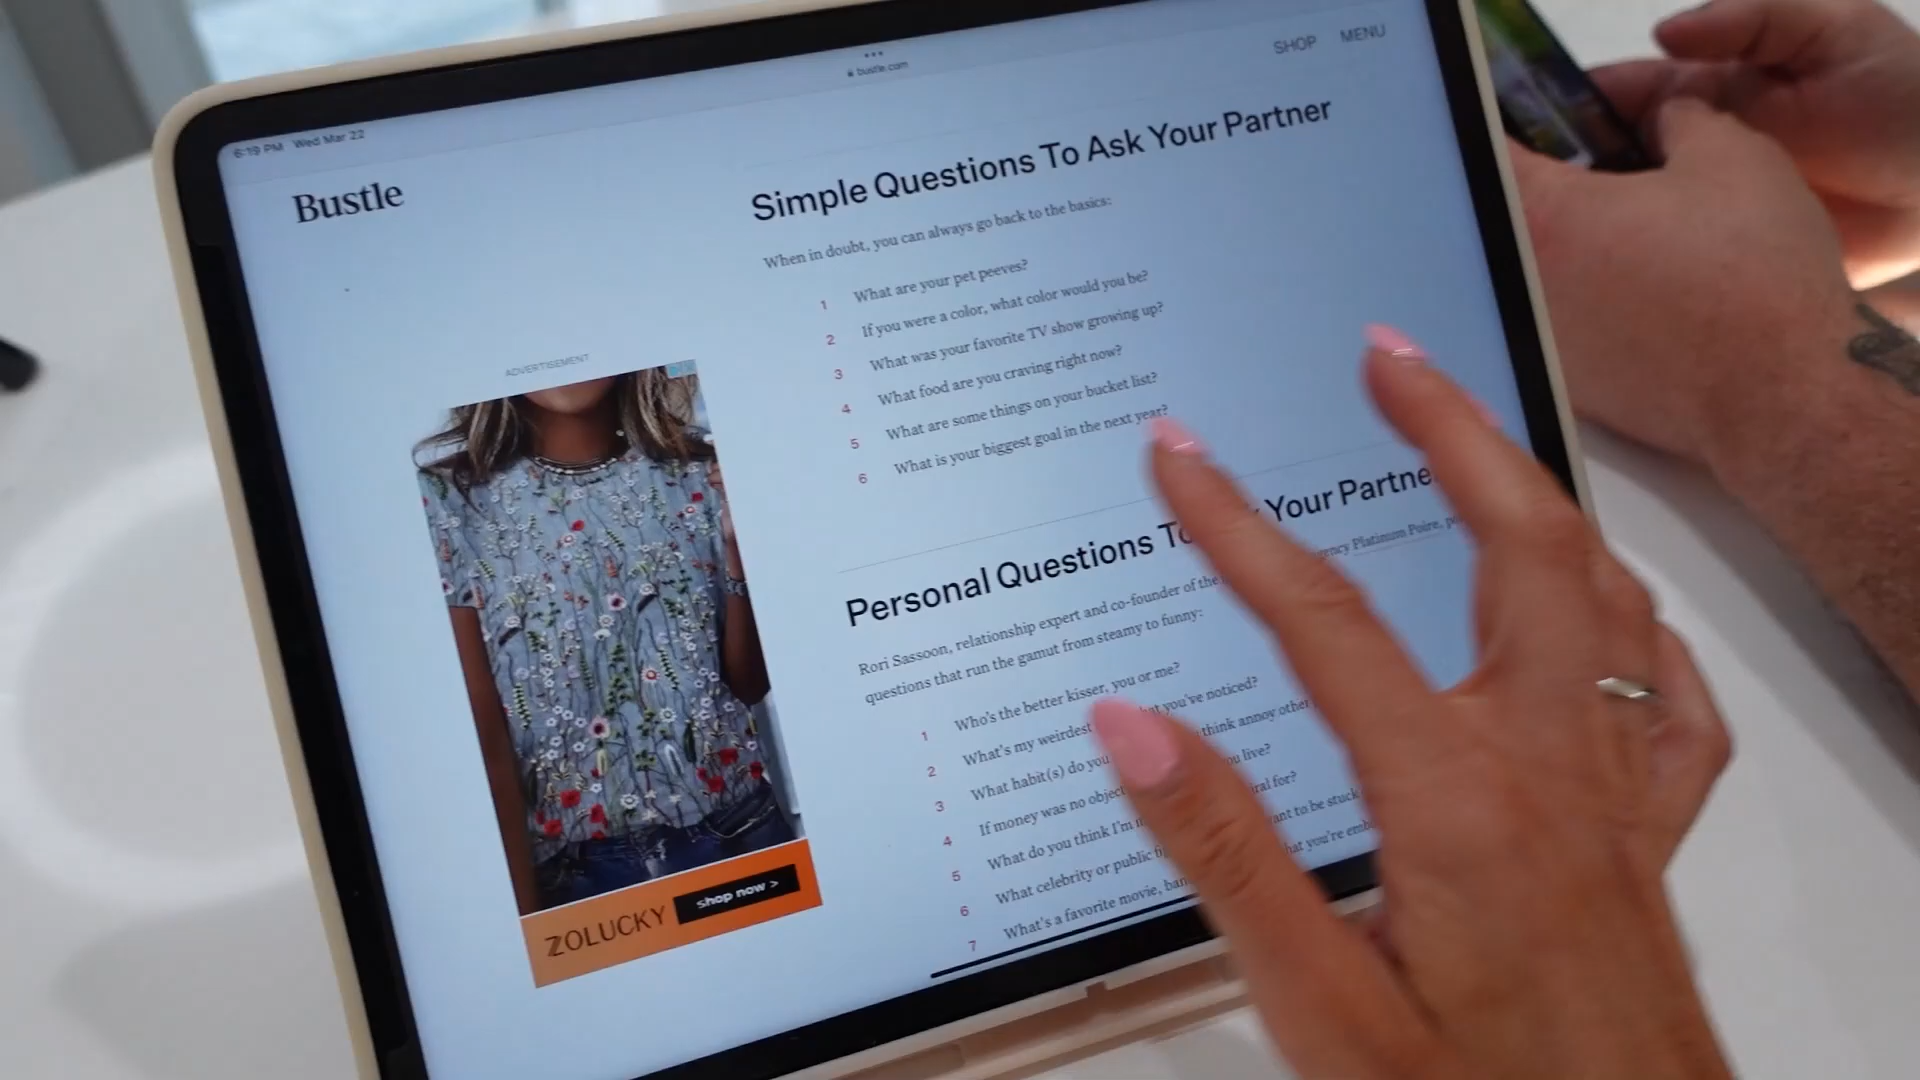 6:19 PM Wed Mar 22
bustle.com
SHOP MENU
Bustle
Simple Questions To Ask Your Partner
When in doubt, you can always go back to the basics:
1 What are your pet peeves?
2 If you were a color, what color would you be?
3 What was your favorite TV show growing up?
4 What food are you craving right now?
5 What are some things on your bucket list?
6 What is your biggest goal in the next year?
ADVERTISEMENT
ZOLUCKY shop now >
Personal Questions To Your Partner
Rori Sassoon, relationship expert and co-founder of the agency Platinum Poire,
questions that run the gamut from steamy to funny:
1 Who's the better kisser, you or me?
2 What's my weirdest you've noticed?
3 What habit(s) do you think annoy other
4 If money was no object you live?
5 What do you think I'm for?
6 What celebrity or public to be stuck
7 What's a favorite movie, you're